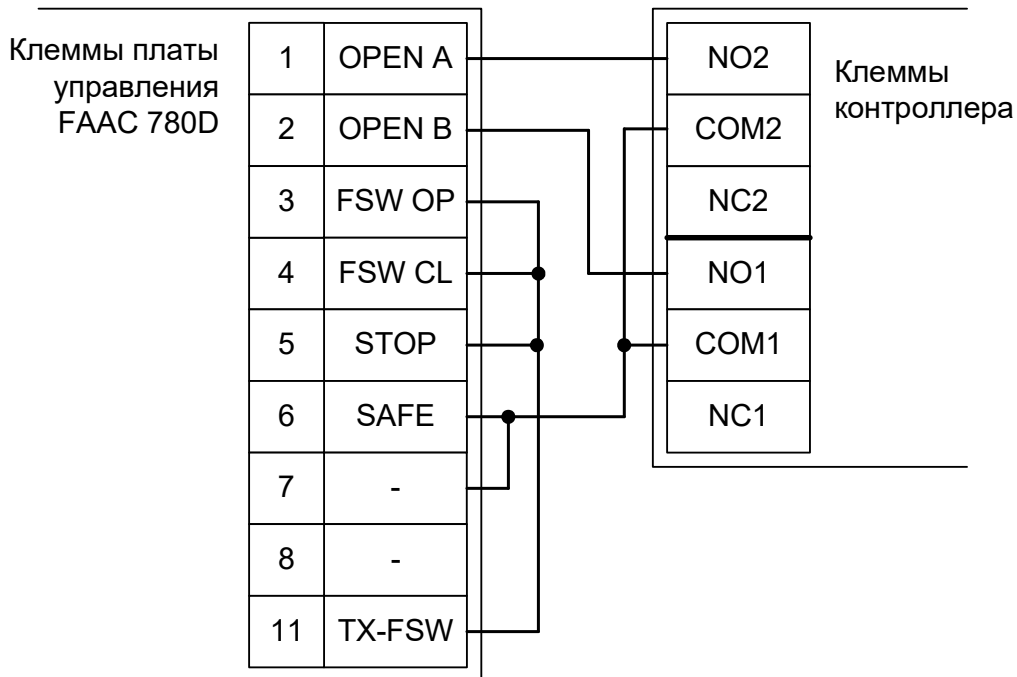 Клеммы платы
управления
FAAC 780D
1 OPEN A
2 OPEN B
3 FSW OP
4 FSW CL
5 STOP
6 SAFE
7 -
8 -
11 TX-FSW
NO2
COM2
NC2
NO1
COM1
NC1
Клеммы
контроллера